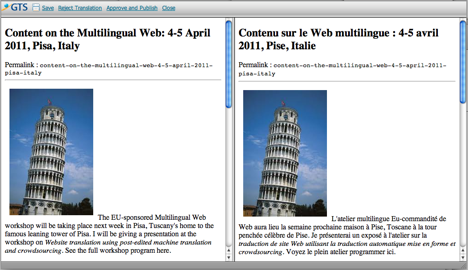 GTS Save Reject Translation Approve and Publish Close
Content on the Multilingual Web: 4-5 April
2011, Pisa, Italy
Permalink : content-on-the-multilingual-web-4-5-april-2011-
pisa-italy
The EU-sponsored Multilingual Web
workshop will be taking place next week in Pisa, Tuscany's home to the
famous leaning tower of Pisa. I will be giving a presentation at the
workshop on Website translation using post-edited machine translation
and crowdsourcing. See the full workshop program here.
Contenu sur le Web multilingue : 4-5 avril
2011, Pise, Italie
Permalink : content-on-the-multilingual-web-4-5-april-2011-
pisa-italy
L'atelier multilingue Eu-commandité de
Web aura lieu la semaine prochaine maison à Pise, Toscane à la tour
penchée célèbre de Pise. Je présenterai un exposé à l'atelier sur la
traduction de site Web utilisant la traduction automatique mise en forme et
crowdsourcing. Voyez le plein atelier programmer ici.